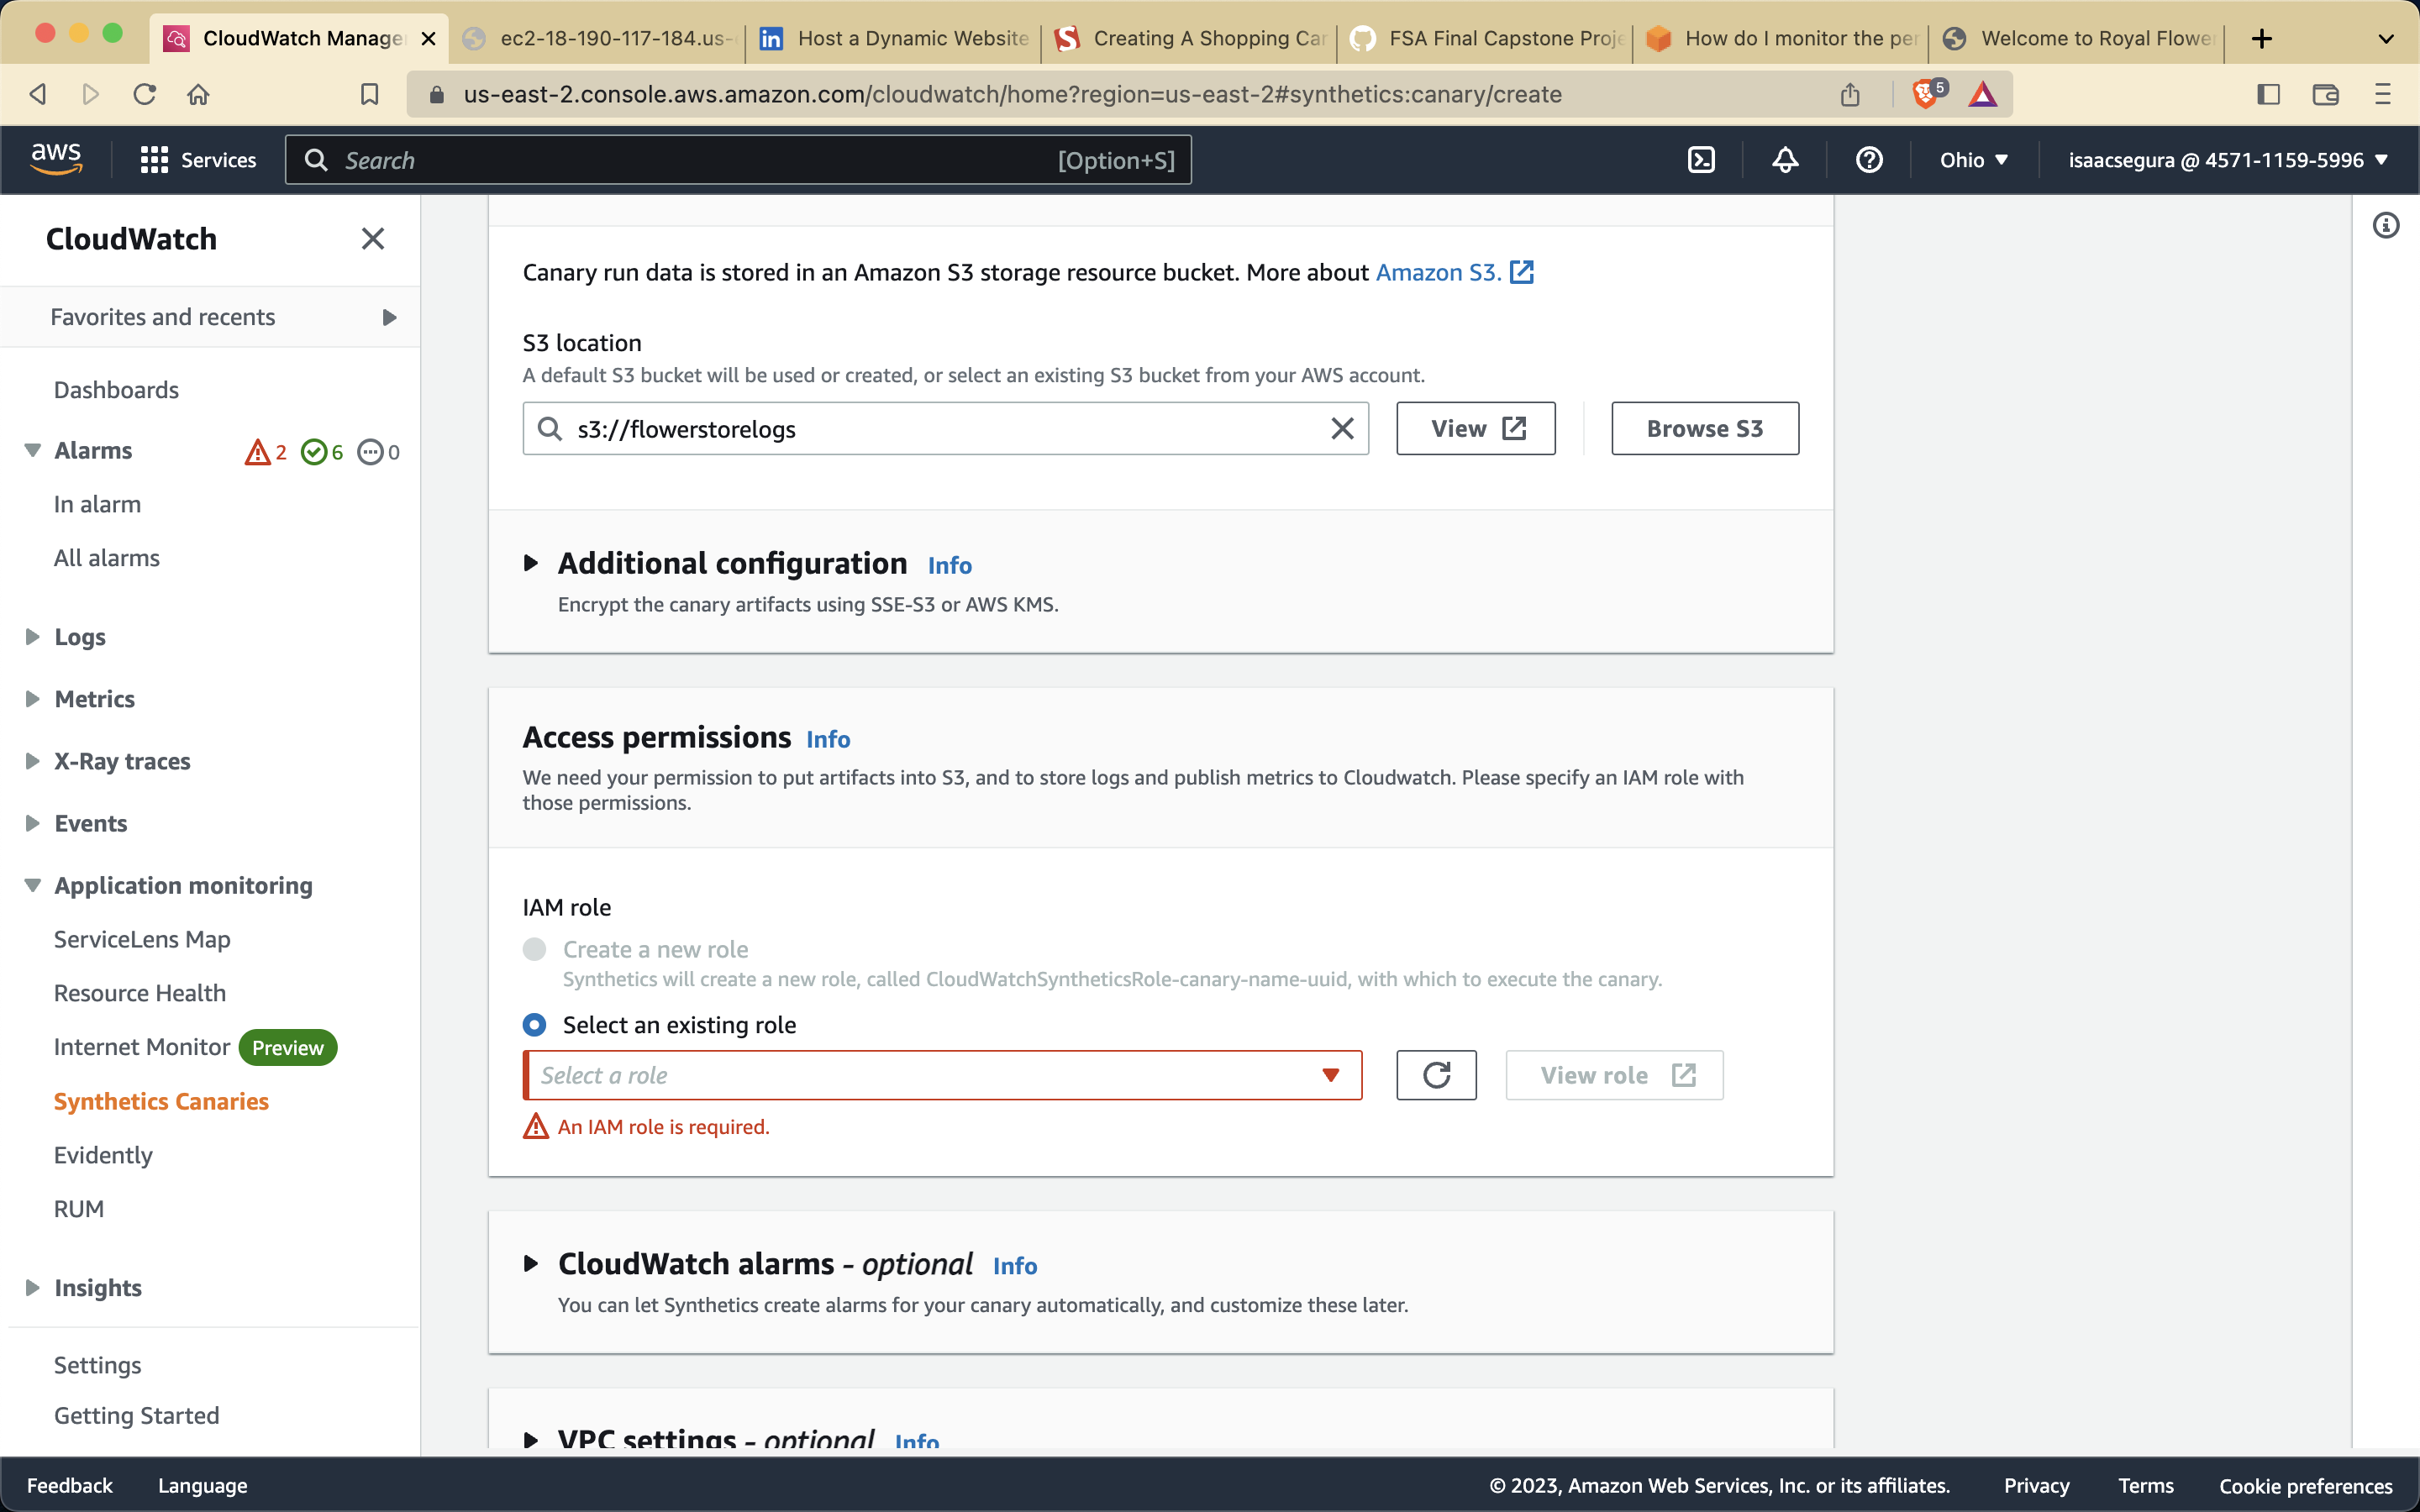 CloudWatch Manage
ec2-18-190-117-184.us-
Host a Dynamic Website
Creating A Shopping Car
FSA Final Capstone Proje
How do I monitor the per
Welcome to Royal Flowe
us-east-2.console.aws.amazon.com/cloudwatch/home?region=us-east-2#synthetics:canary/create
5
aws
Services
Search
[Option+S]
Ohio
isaacsegura @ 4571-1159-5996
CloudWatch
Favorites and recents
Dashboards
Alarms
2
6
0
In alarm
All alarms
Logs
Metrics
X-Ray traces
Events
Application monitoring
ServiceLens Map
Resource Health
Internet Monitor
Preview
Synthetics Canaries
Evidently
RUM
Insights
Settings
Getting Started
Canary run data is stored in an Amazon S3 storage resource bucket. More about Amazon S3.
S3 location
A default S3 bucket will be used or created, or select an existing S3 bucket from your AWS account.
s3://flowerstorelogs
View
Browse S3
Additional configuration Info
Encrypt the canary artifacts using SSE-S3 or AWS KMS.
Access permissions Info
We need your permission to put artifacts into S3, and to store logs and publish metrics to Cloudwatch. Please specify an IAM role with
those permissions.
IAM role
Create a new role
Synthetics will create a new role, called CloudWatchSyntheticsRole-canary-name-uuid, with which to execute the canary.
Select an existing role
Select a role
View role
An IAM role is required.
CloudWatch alarms - optional Info
You can let Synthetics create alarms for your canary automatically, and customize these later.
VPC settings - optional Info
Feedback
Language
© 2023, Amazon Web Services, Inc. or its affiliates.
Privacy
Terms
Cookie preferences